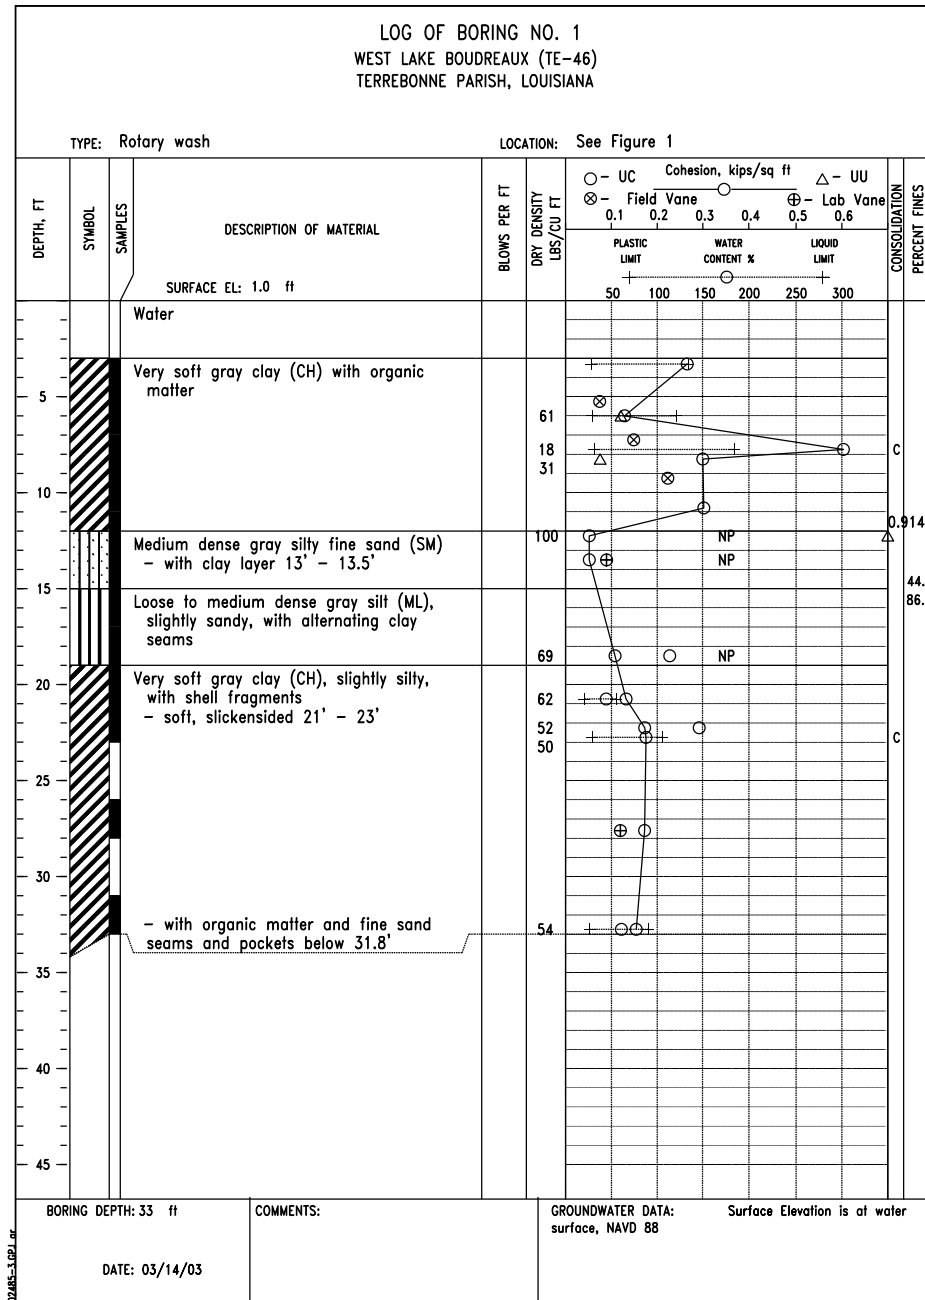 LOG OF BORING NO. 1
WEST LAKE BOUDREAUX (TE-46)
TERREBONNE PARISH, LOUISIANA
TYPE: Rotary wash
LOCATION: See Figure 1
DEPTH, FT
SYMBOL
SAMPLES
DESCRIPTION OF MATERIAL
SURFACE EL: 1.0 ft
BLOWS PER FT
DRY DENSITY
LBS/CU FT
- UC
Cohesion, kips/sq ft
- UU
- Field Vane
- Lab Vane
0.1 0.2 0.3 0.4 0.5 0.6
PLASTIC LIMIT
WATER CONTENT %
LIQUID LIMIT
50 100 150 200 250 300
CONSOLIDATION
PERCENT FINES
Water
Very soft gray clay (CH) with organic
matter
5
61
18 C
31
10
0.914
Medium dense gray silty fine sand (SM)
- with clay layer 13' - 13.5'
100 NP
NP
44.
15
86.
Loose to medium dense gray silt (ML),
slightly sandy, with alternating clay
seams
69 NP
Very soft gray clay (CH), slightly silty,
with shell fragments
- soft, slickensided 21' - 23'
20
62
52
50 C
25
30
- with organic matter and fine sand
seams and pockets below 31.8'
54
35
40
45
BORING DEPTH: 33 ft
DATE: 03/14/03
COMMENTS:
GROUNDWATER DATA: Surface Elevation is at water
surface, NAVD 88